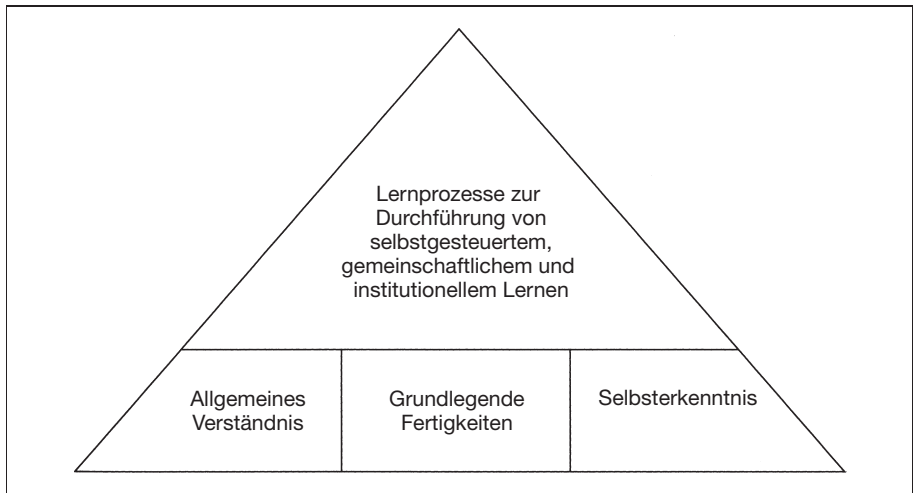 Lernprozesse zur
Durchführung von
selbstgesteuertem,
gemeinschaftlichem und
institutionellem Lernen
Allgemeines
Verständnis
Grundlegende
Fertigkeiten
Selbsterkenntnis